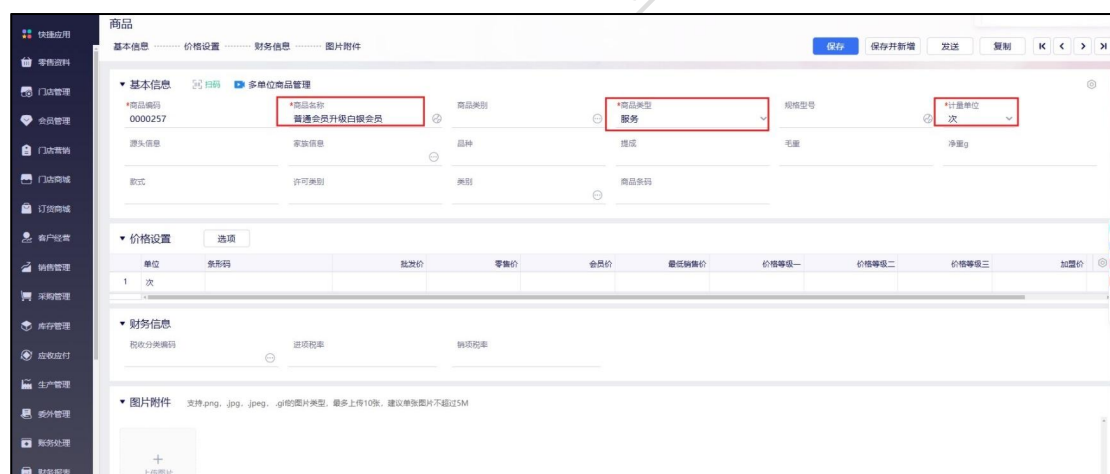 快捷应用
零售资料
门店管理
会员管理
门店营销
门店商城
订货商城
客户经营
销售管理
采购管理
库存管理
应收应付
生产管理
委外管理
账务处理
财务报表
商品
基本信息 ········· 价格设置 ········· 财务信息 ········· 图片附件
保存 保存并新增 发送 复制
基本信息 扫码 多单位商品管理
*商品编码 *商品名称 商品类别 *商品类型 规格型号 *计量单位
0000257 普通会员升级白银会员 服务 次
源头信息 家族信息 品种 提成 毛重 净重g
款式 许可类别 类别 商品条码
价格设置 选项
单位 条形码 批发价 零售价 会员价 最低销售价 价格等级一 价格等级二 价格等级三 加盟价
1 次
财务信息
税收分类编码 进项税率 销项税率
图片附件 支持.png、.jpg、.jpeg、.gif的图片类型，最多上传10张，建议单张图片不超过5M
上传图片